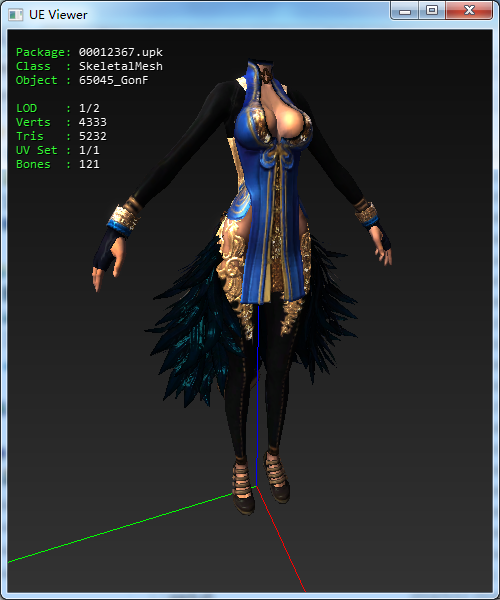 UE Viewer
Package: 00012367.upk
Class : SkeletalMesh
Object : 65045_GonF
LOD : 1/2
Verts : 4333
Tris : 5232
UV Set : 1/1
Bones : 121